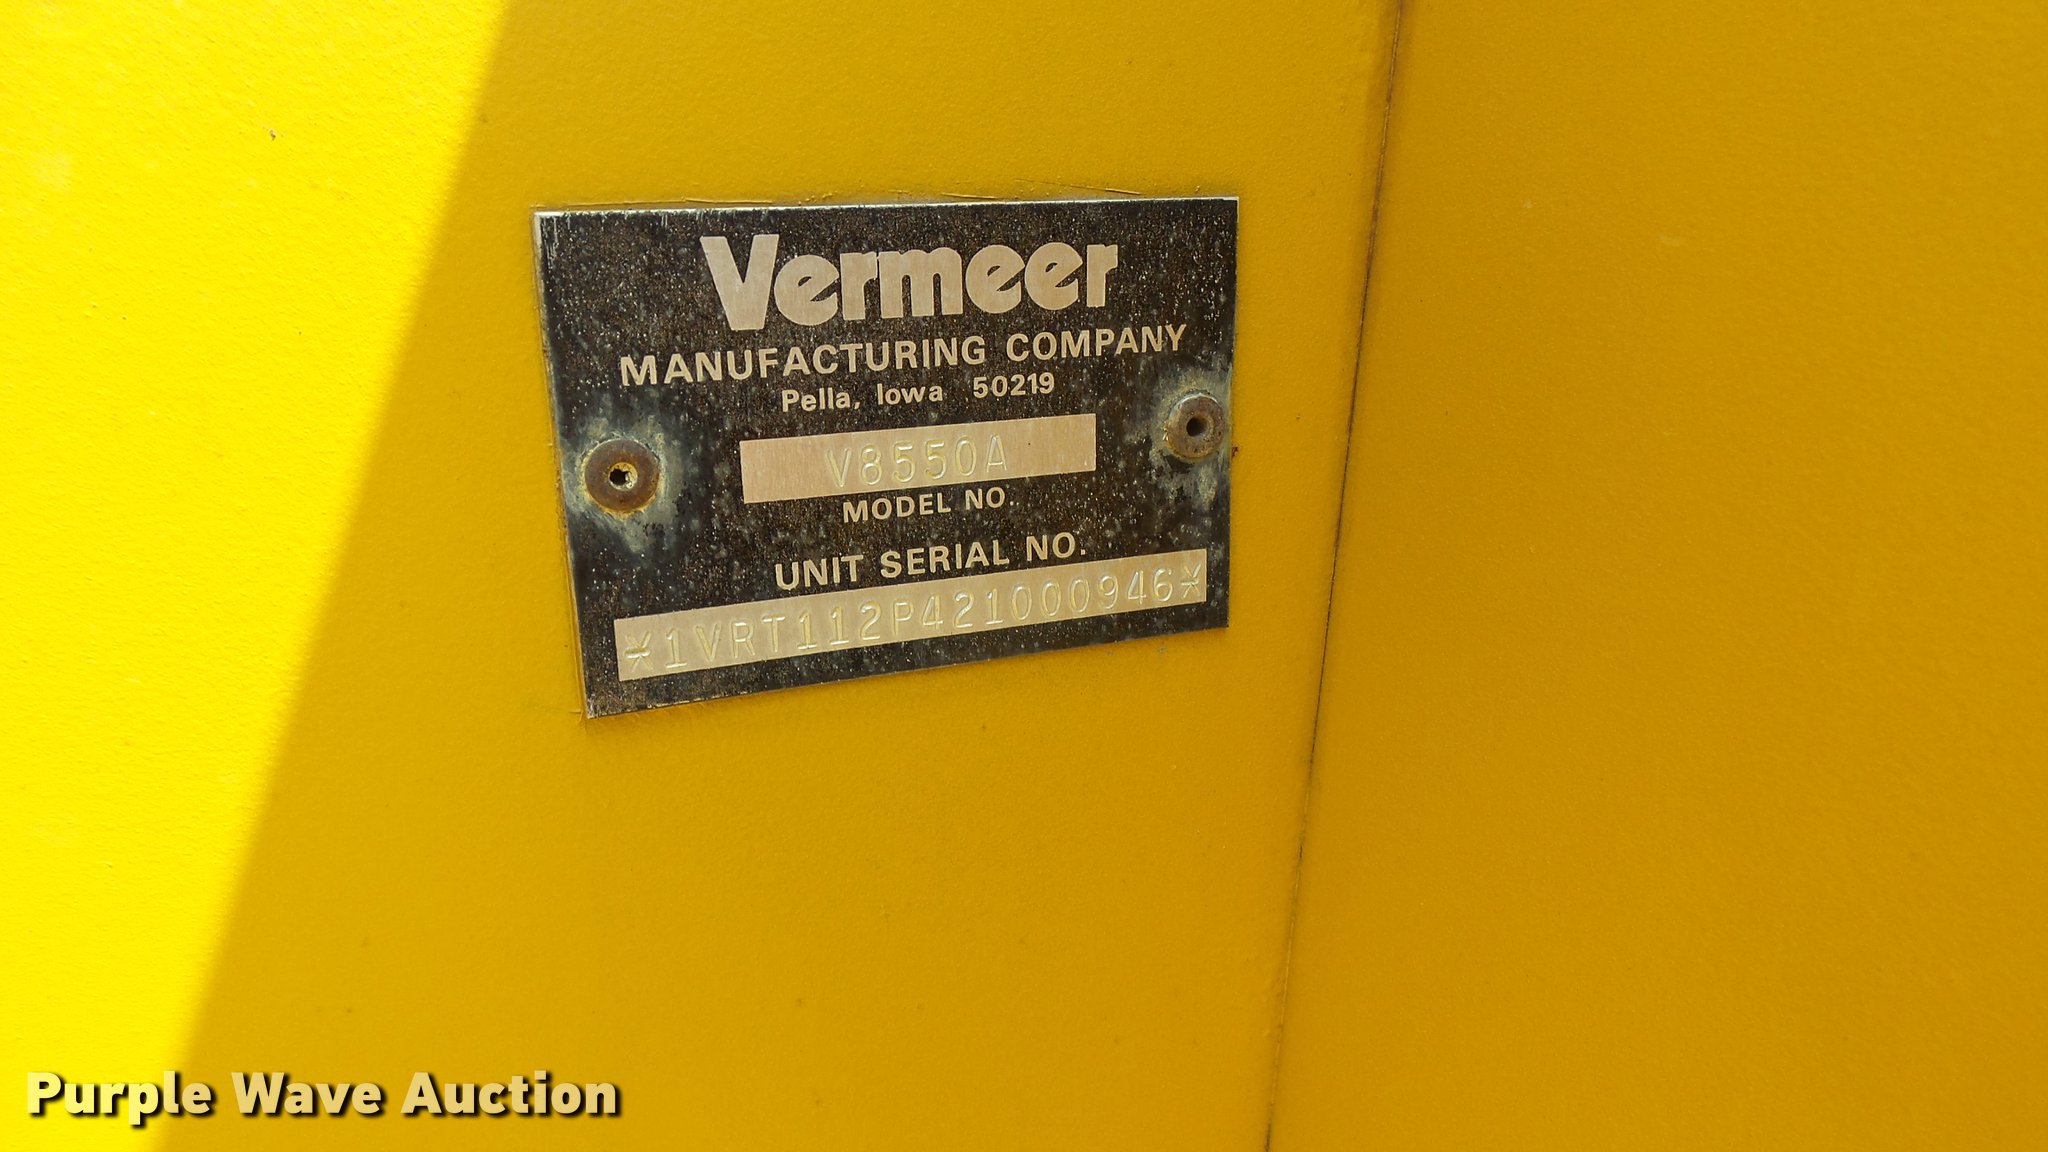 Vermeer
MANUFACTURING COMPANY
Pella, Iowa 50219
V8550A
MODEL NO.
UNIT SERIAL NO.
*1VRT112P421000946*
Purple Wave Auction